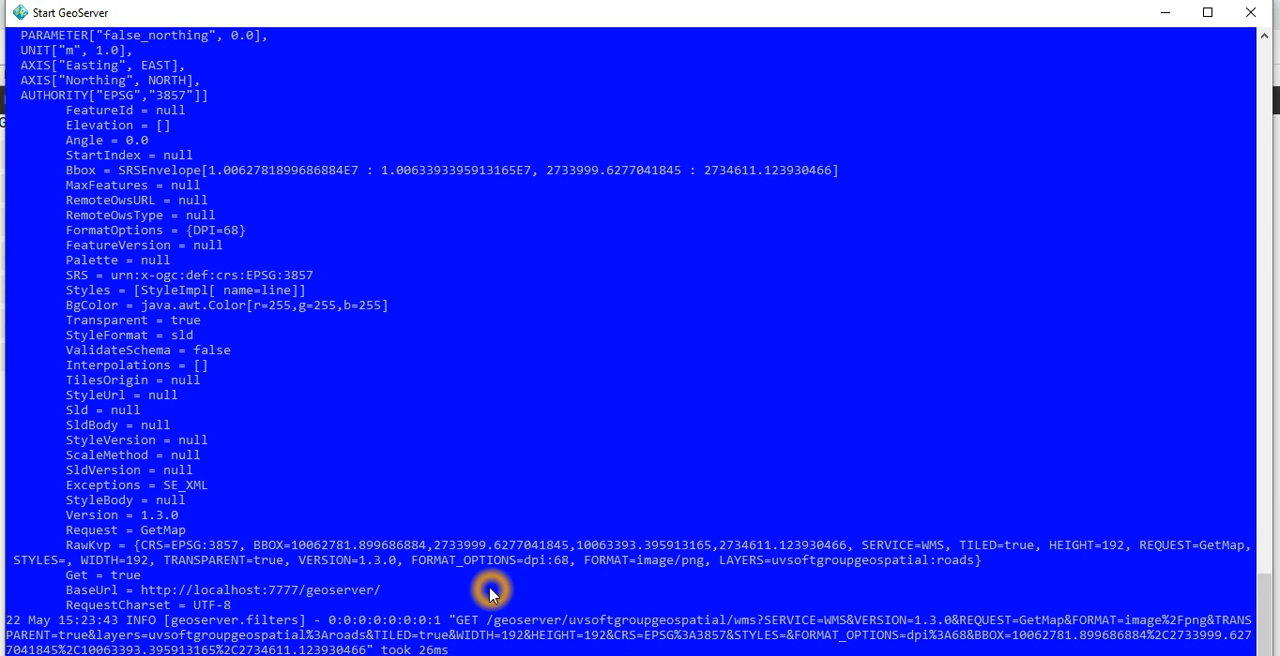 Start GeoServer
PARAMETER["false_northing", 0.0],
UNIT["m", 1.0],
AXIS["Easting", EAST],
AXIS["Northing", NORTH],
AUTHORITY["EPSG","3857"]]
FeatureId = null
Elevation = []
Angle = 0.0
StartIndex = null
Bbox = SRSEnvelope[1.0062781899686884E7 : 1.0063393395913165E7, 2733999.6277041845 : 2734611.123930466]
MaxFeatures = null
RemoteOwsURL = null
RemoteOwsType = null
FormatOptions = {DPI=68}
FeatureVersion = null
Palette = null
SRS = urn:x-ogc:def:crs:EPSG:3857
Styles = [StyleImpl[ name=line]]
BgColor = java.awt.Color[r=255,g=255,b=255]
Transparent = true
StyleFormat = sld
ValidateSchema = false
Interpolations = []
TilesOrigin = null
StyleUrl = null
Sld = null
SldBody = null
StyleVersion = null
ScaleMethod = null
SldVersion = null
Exceptions = SE_XML
StyleBody = null
Version = 1.3.0
Request = GetMap
RawKvp = {CRS=EPSG:3857, BBOX=10062781.899686884,2733999.6277041845,10063393.395913165,2734611.123930466, SERVICE=WMS, TILED=true, HEIGHT=192, REQUEST=GetMap,
STYLES=, WIDTH=192, TRANSPARENT=true, VERSION=1.3.0, FORMAT_OPTIONS=dpi:68, FORMAT=image/png, LAYERS=uvsoftgroupgeospatial:roads}
Get = true
BaseUrl = http://localhost:7777/geoserver/
RequestCharset = UTF-8
22 May 15:23:43 INFO [geoserver.filters] - 0:0:0:0:0:0:0:1 "GET /geoserver/uvsoftgroupgeospatial/wms?SERVICE=WMS&VERSION=1.3.0&REQUEST=GetMap&FORMAT=image%2Fpng&TRANS
PARENT=true&layers=uvsoftgroupgeospatial%3Aroads&TILED=true&WIDTH=192&HEIGHT=192&CRS=EPSG%3A3857&STYLES=&FORMAT_OPTIONS=dpi%3A68&BBOX=10062781.899686884%2C2733999.627
7041845%2C10063393.395913165%2C2734611.123930466" took 26ms